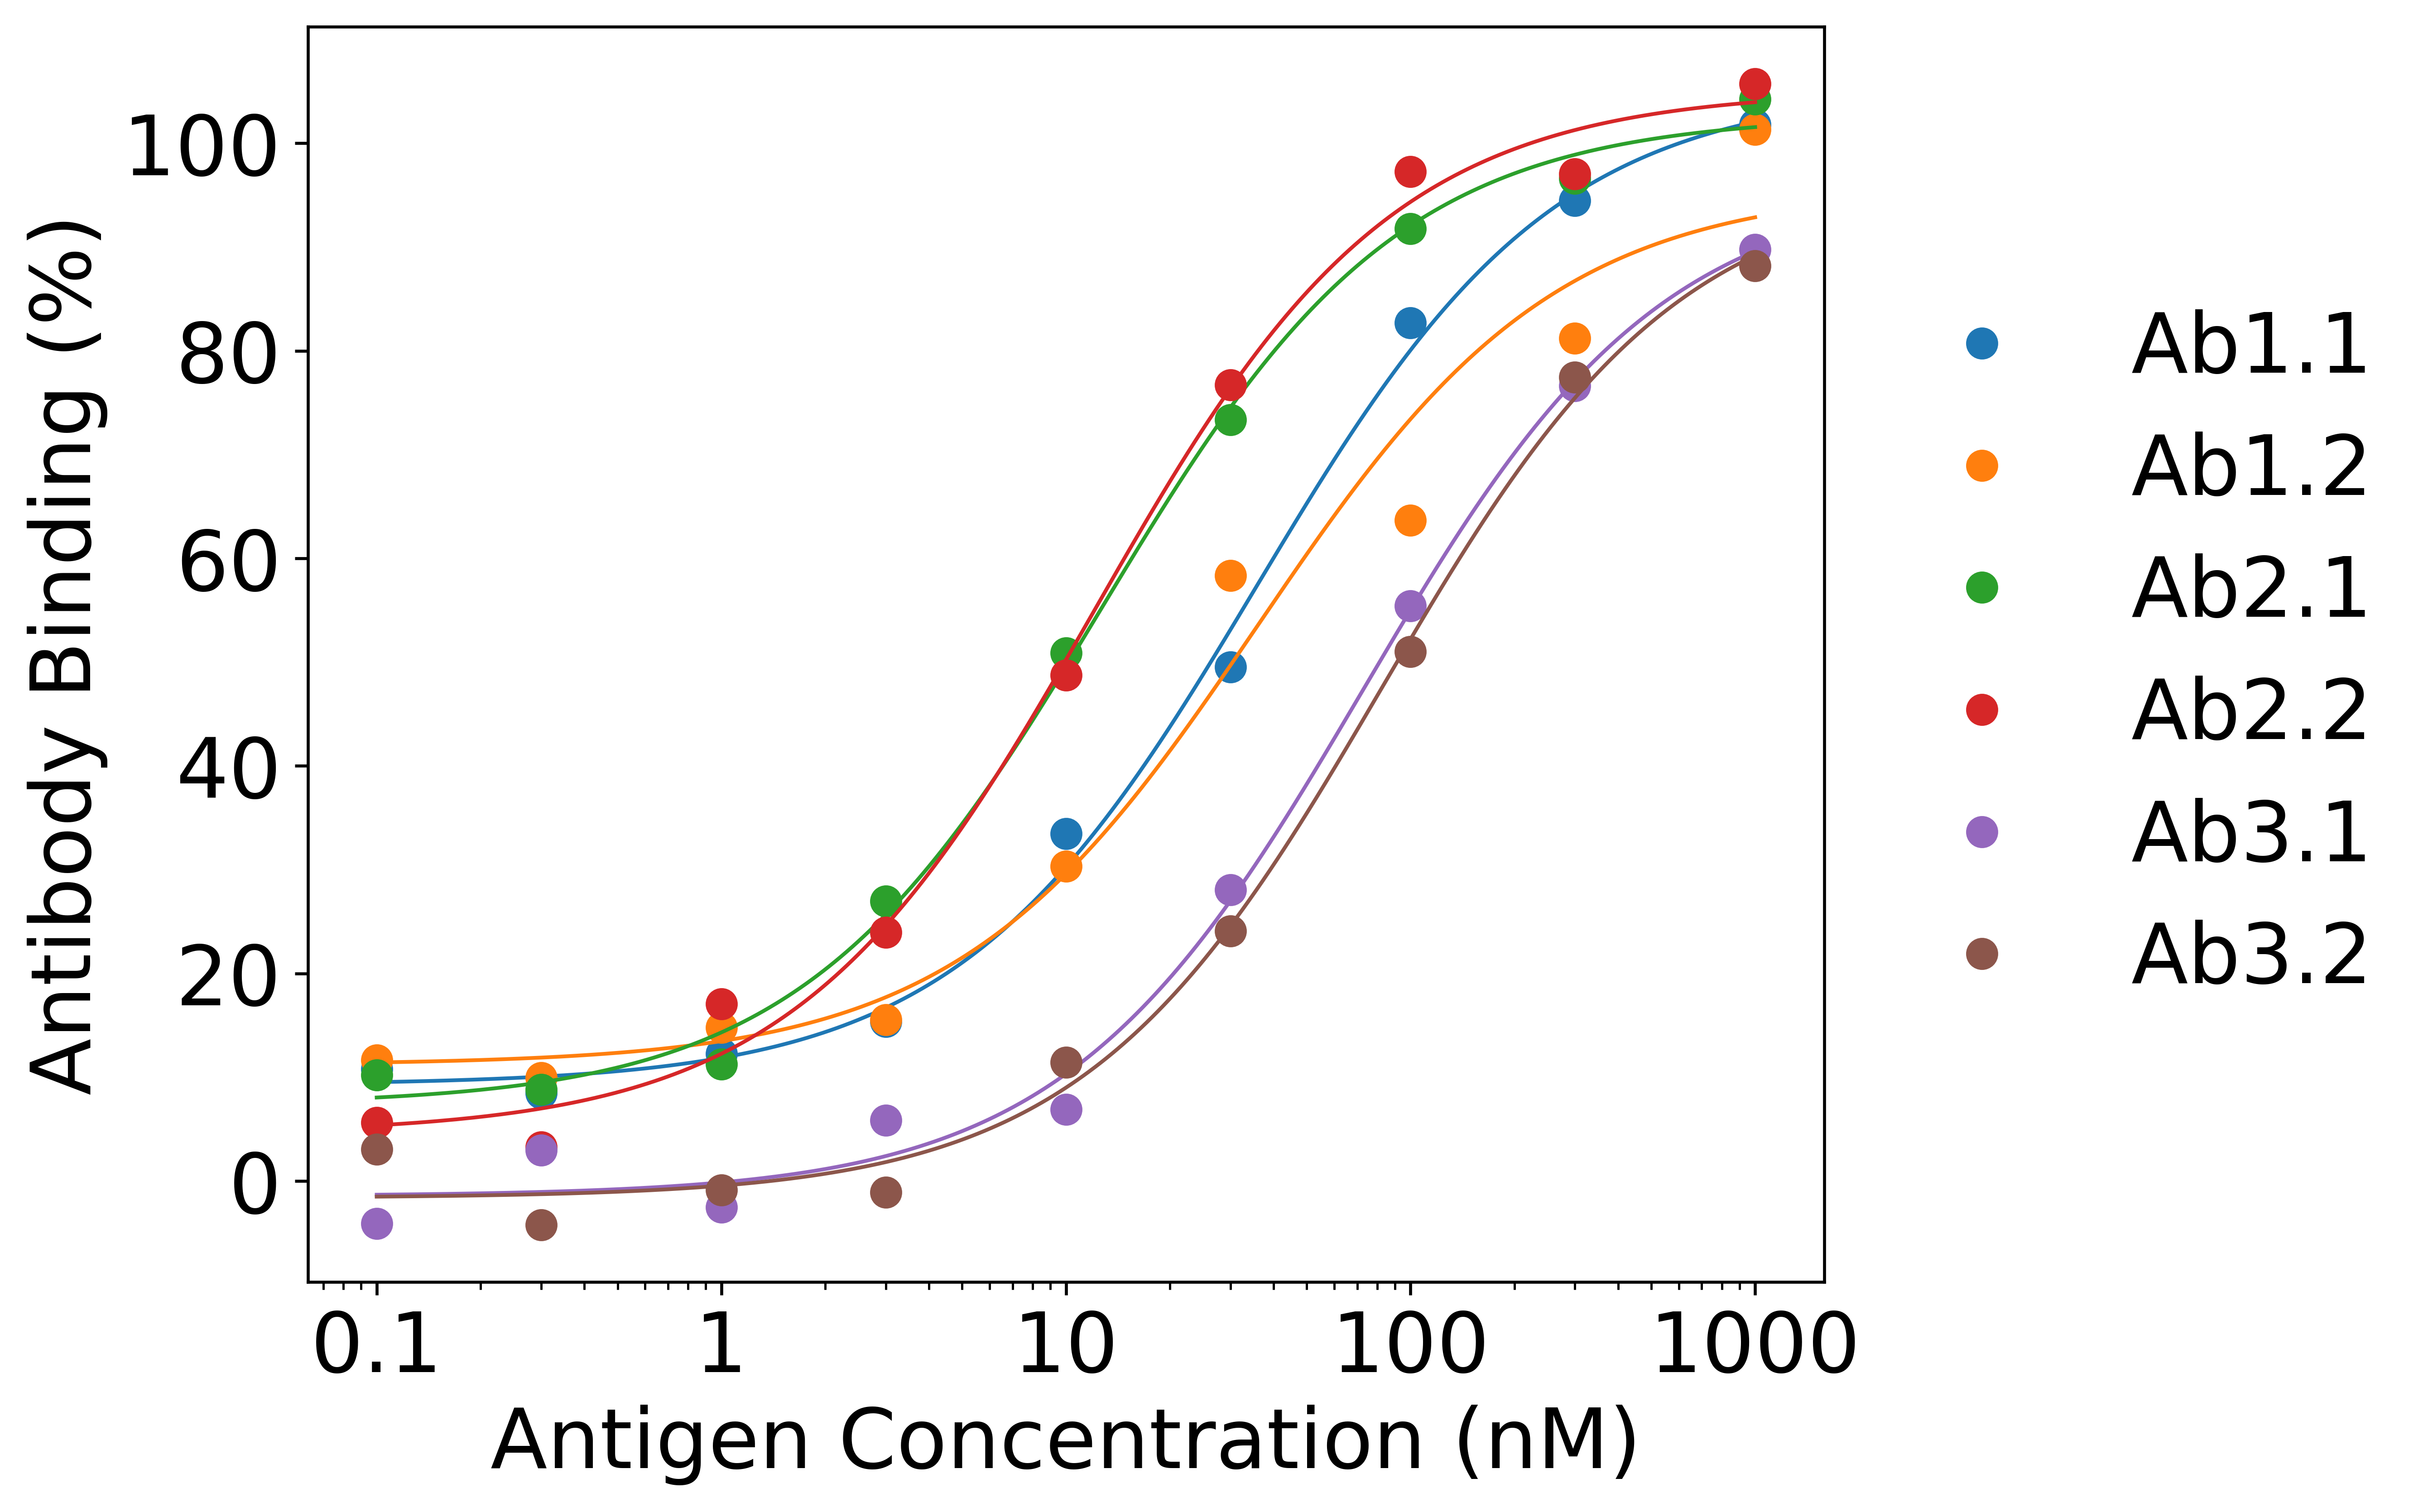 100
80
60
40
20
0
Antibody Binding (%)
0.1 1 10 100 1000
Antigen Concentration (nM)
Ab1.1
Ab1.2
Ab2.1
Ab2.2
Ab3.1
Ab3.2